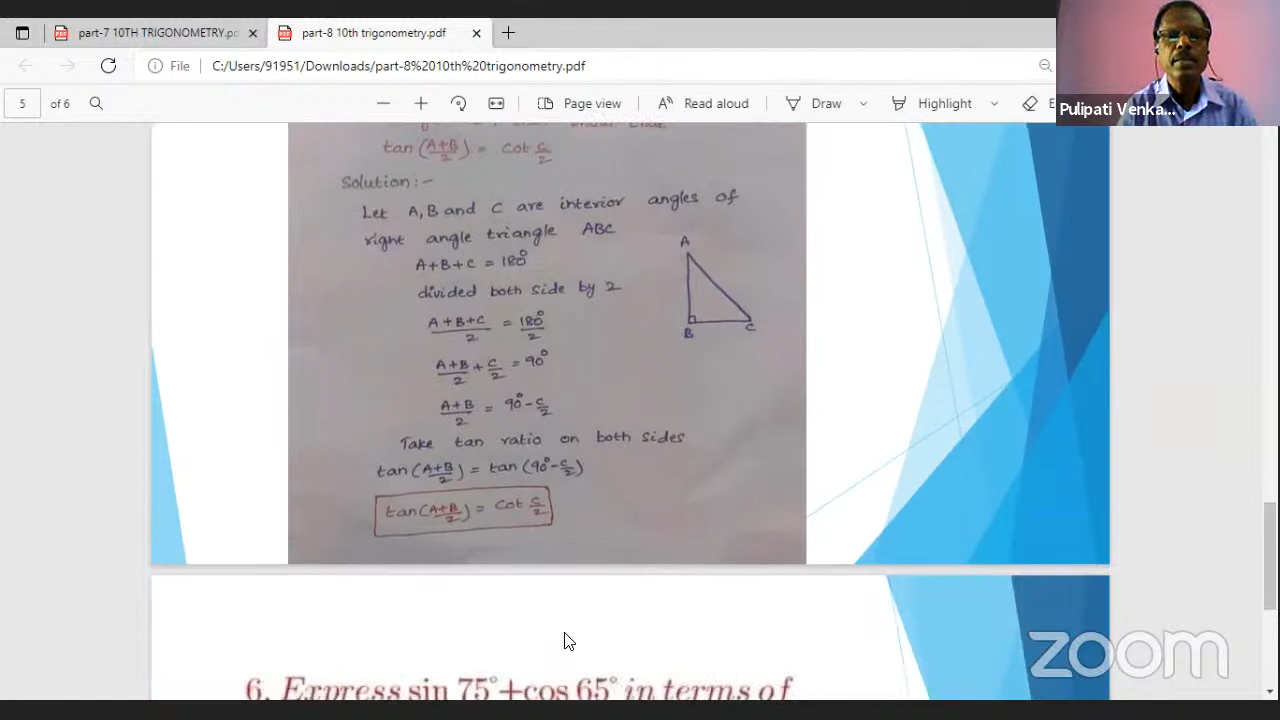 part-7 10TH TRIGONOMETRY.pd
part-8 10th trigonometry.pdf
File
C:/Users/91951/Downloads/part-8%2010th%20trigonometry.pdf
5 of 6
Page view
Read aloud
Draw
Highlight
E
Pulipati Venka...
tan(A+B/2) = cot C/2
Solution:-
Let A, B and C are interior angles of
right angle triangle ABC
A+B+C = 180°
divided both side by 2
A+B+C/2 = 180°/2
A+B/2 + C/2 = 90°
A+B/2 = 90° - C/2
Take tan ratio on both sides
tan(A+B/2) = tan(90° - C/2)
tan(A+B/2) = cot C/2
A
B
C
6. Express sin 75°+cos 65° in terms of
zoom